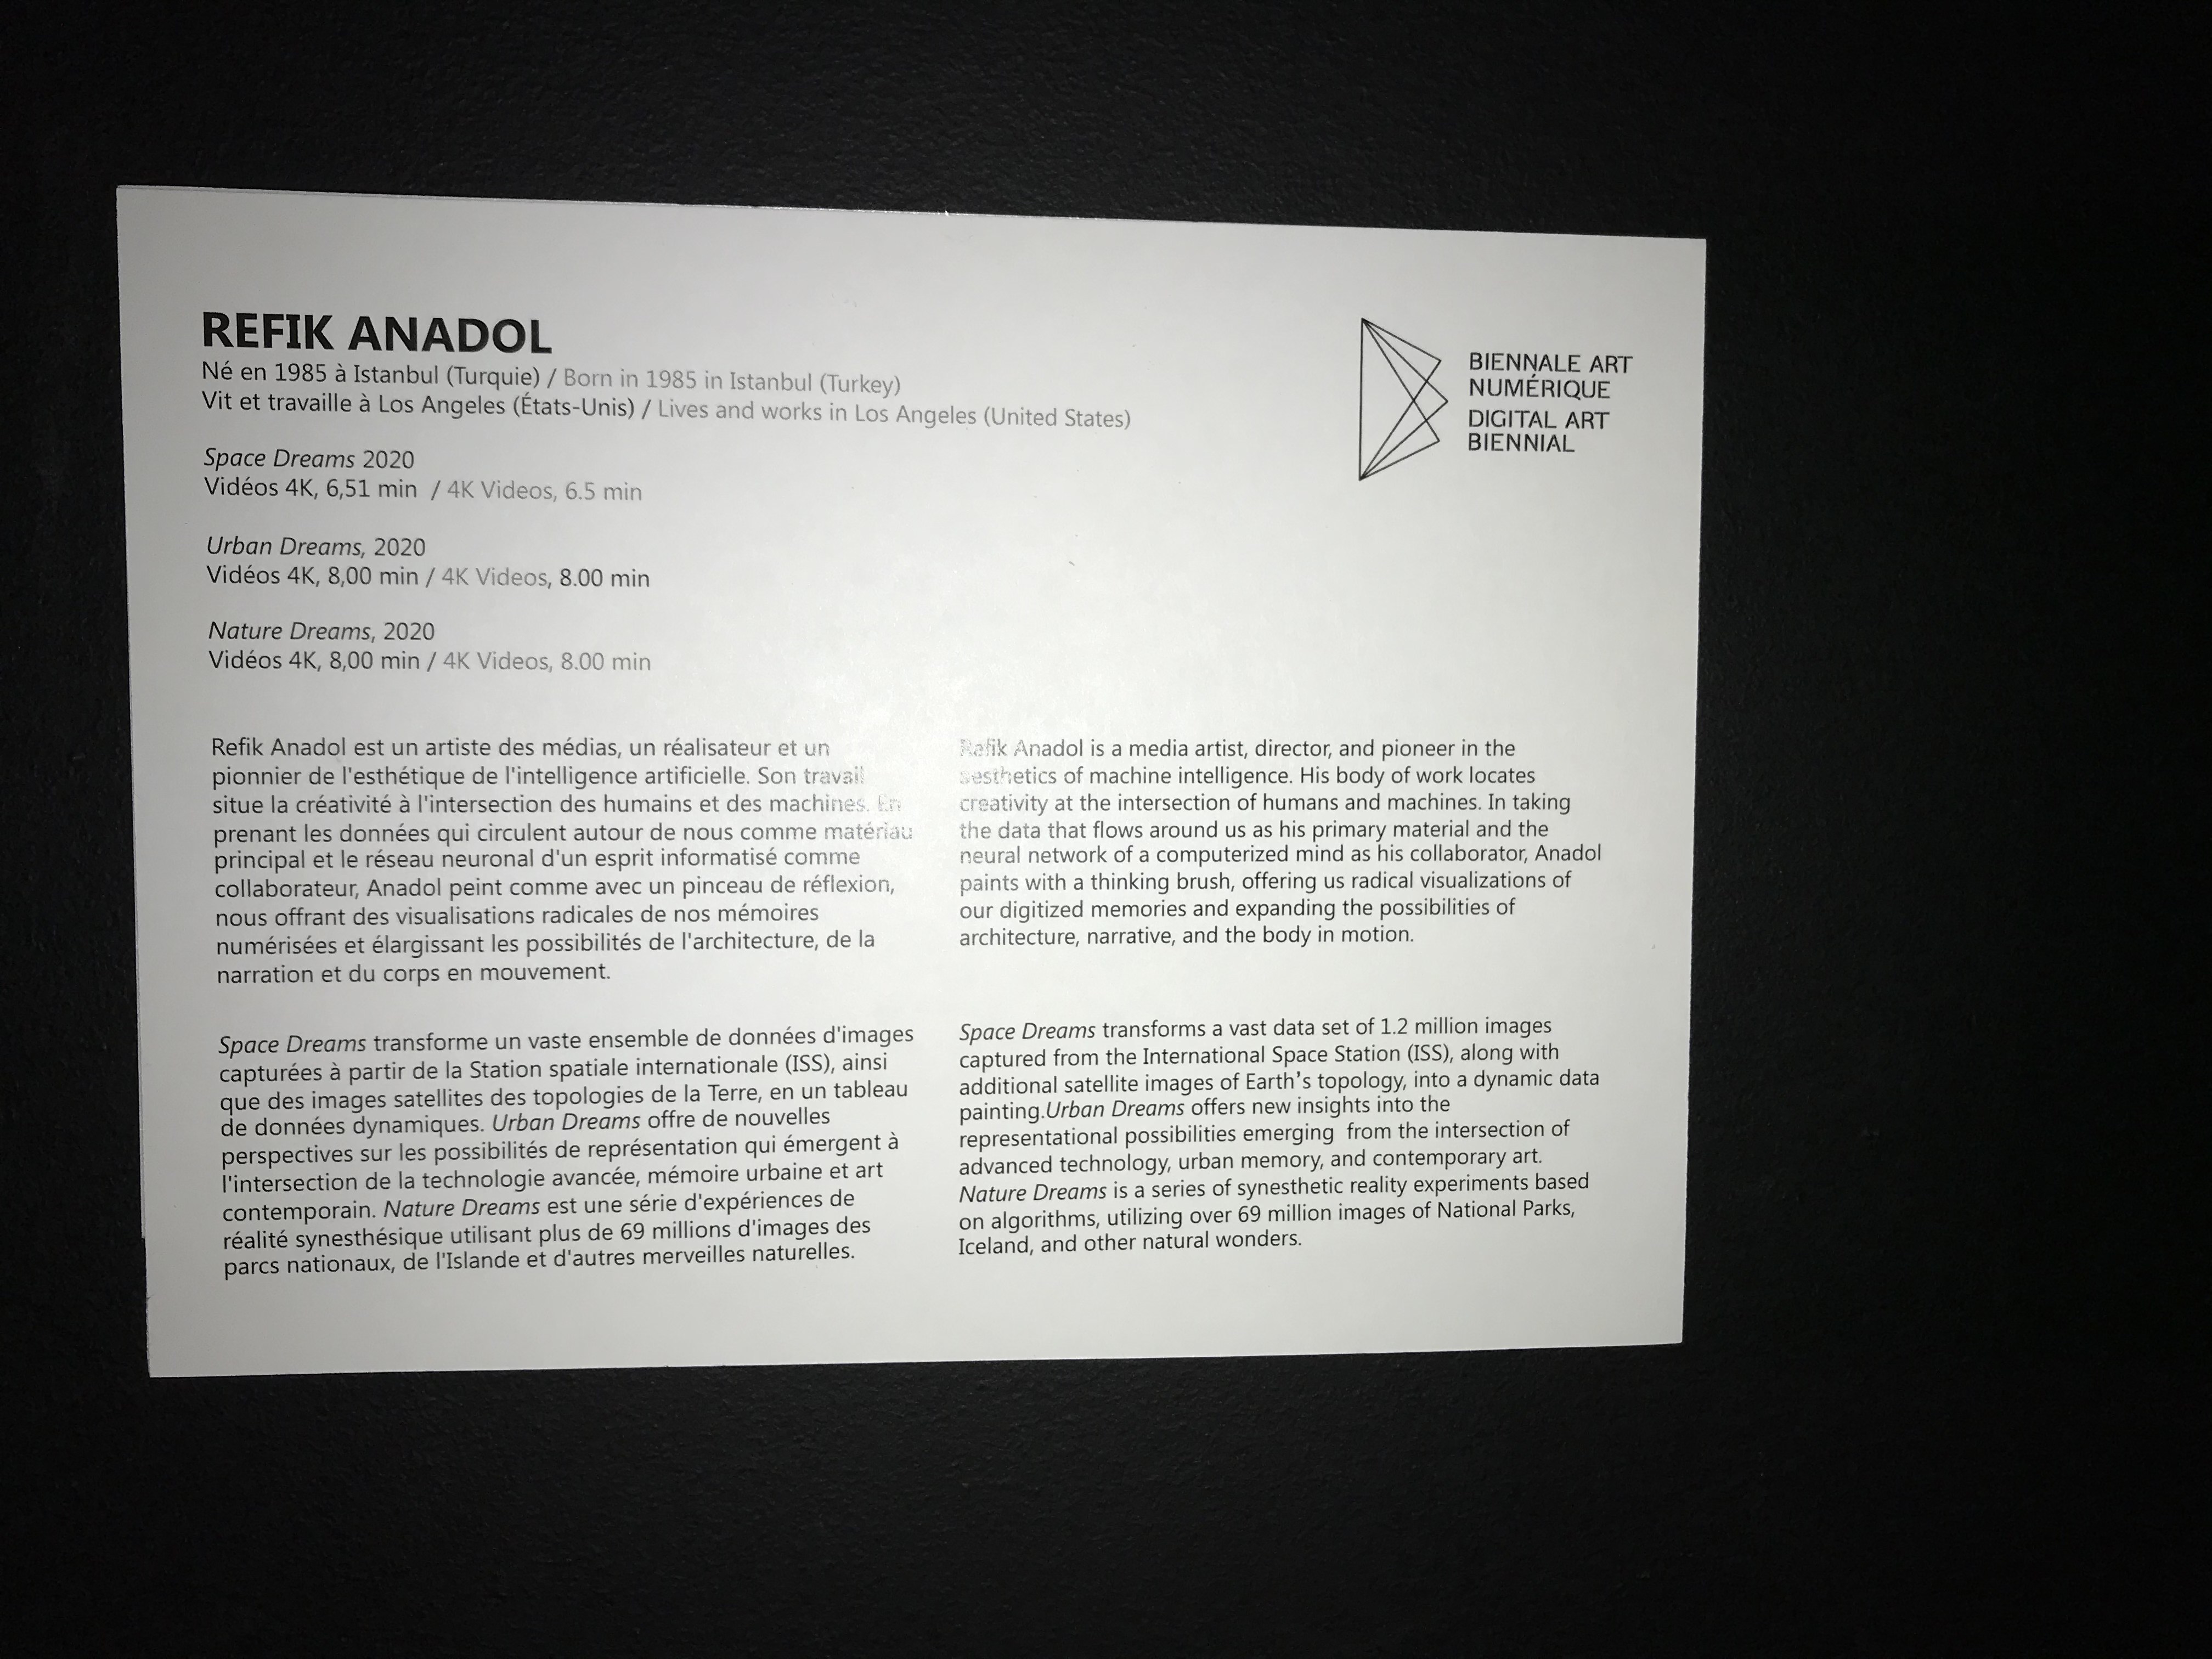 REFIK ANADOL
Né en 1985 à Istanbul (Turquie) / Born in 1985 in Istanbul (Turkey)
Vit et travaille à Los Angeles (États-Unis) / Lives and works in Los Angeles (United States)
Space Dreams 2020
Vidéos 4K, 6,51 min / 4K Videos, 6.5 min
Urban Dreams, 2020
Vidéos 4K, 8,00 min / 4K Videos, 8.00 min
Nature Dreams, 2020
Vidéos 4K, 8,00 min / 4K Videos, 8.00 min
BIENNALE ART
NUMÉRIQUE
DIGITAL ART
BIENNIAL
Refik Anadol est un artiste des médias, un réalisateur et un
pionnier de l'esthétique de l'intelligence artificielle. Son travail
situe la créativité à l'intersection des humains et des machines. En
prenant les données qui circulent autour de nous comme matériau
principal et le réseau neuronal d'un esprit informatisé comme
collaborateur, Anadol peint comme avec un pinceau de réflexion,
nous offrant des visualisations radicales de nos mémoires
numérisées et élargissant les possibilités de l'architecture, de la
narration et du corps en mouvement.
Space Dreams transforme un vaste ensemble de données d'images
capturées à partir de la Station spatiale internationale (ISS), ainsi
que des images satellites des topologies de la Terre, en un tableau
de données dynamiques. Urban Dreams offre de nouvelles
perspectives sur les possibilités de représentation qui émergent à
l'intersection de la technologie avancée, mémoire urbaine et art
contemporain. Nature Dreams est une série d'expériences de
réalité synesthésique utilisant plus de 69 millions d'images des
parcs nationaux, de l'Islande et d'autres merveilles naturelles.
Refik Anadol is a media artist, director, and pioneer in the
aesthetics of machine intelligence. His body of work locates
creativity at the intersection of humans and machines. In taking
the data that flows around us as his primary material and the
neural network of a computerized mind as his collaborator, Anadol
paints with a thinking brush, offering us radical visualizations of
our digitized memories and expanding the possibilities of
architecture, narrative, and the body in motion.
Space Dreams transforms a vast data set of 1.2 million images
captured from the International Space Station (ISS), along with
additional satellite images of Earth's topology, into a dynamic data
painting.Urban Dreams offers new insights into the
representational possibilities emerging  from the intersection of
advanced technology, urban memory, and contemporary art.
Nature Dreams is a series of synesthetic reality experiments based
on algorithms, utilizing over 69 million images of National Parks,
Iceland, and other natural wonders.